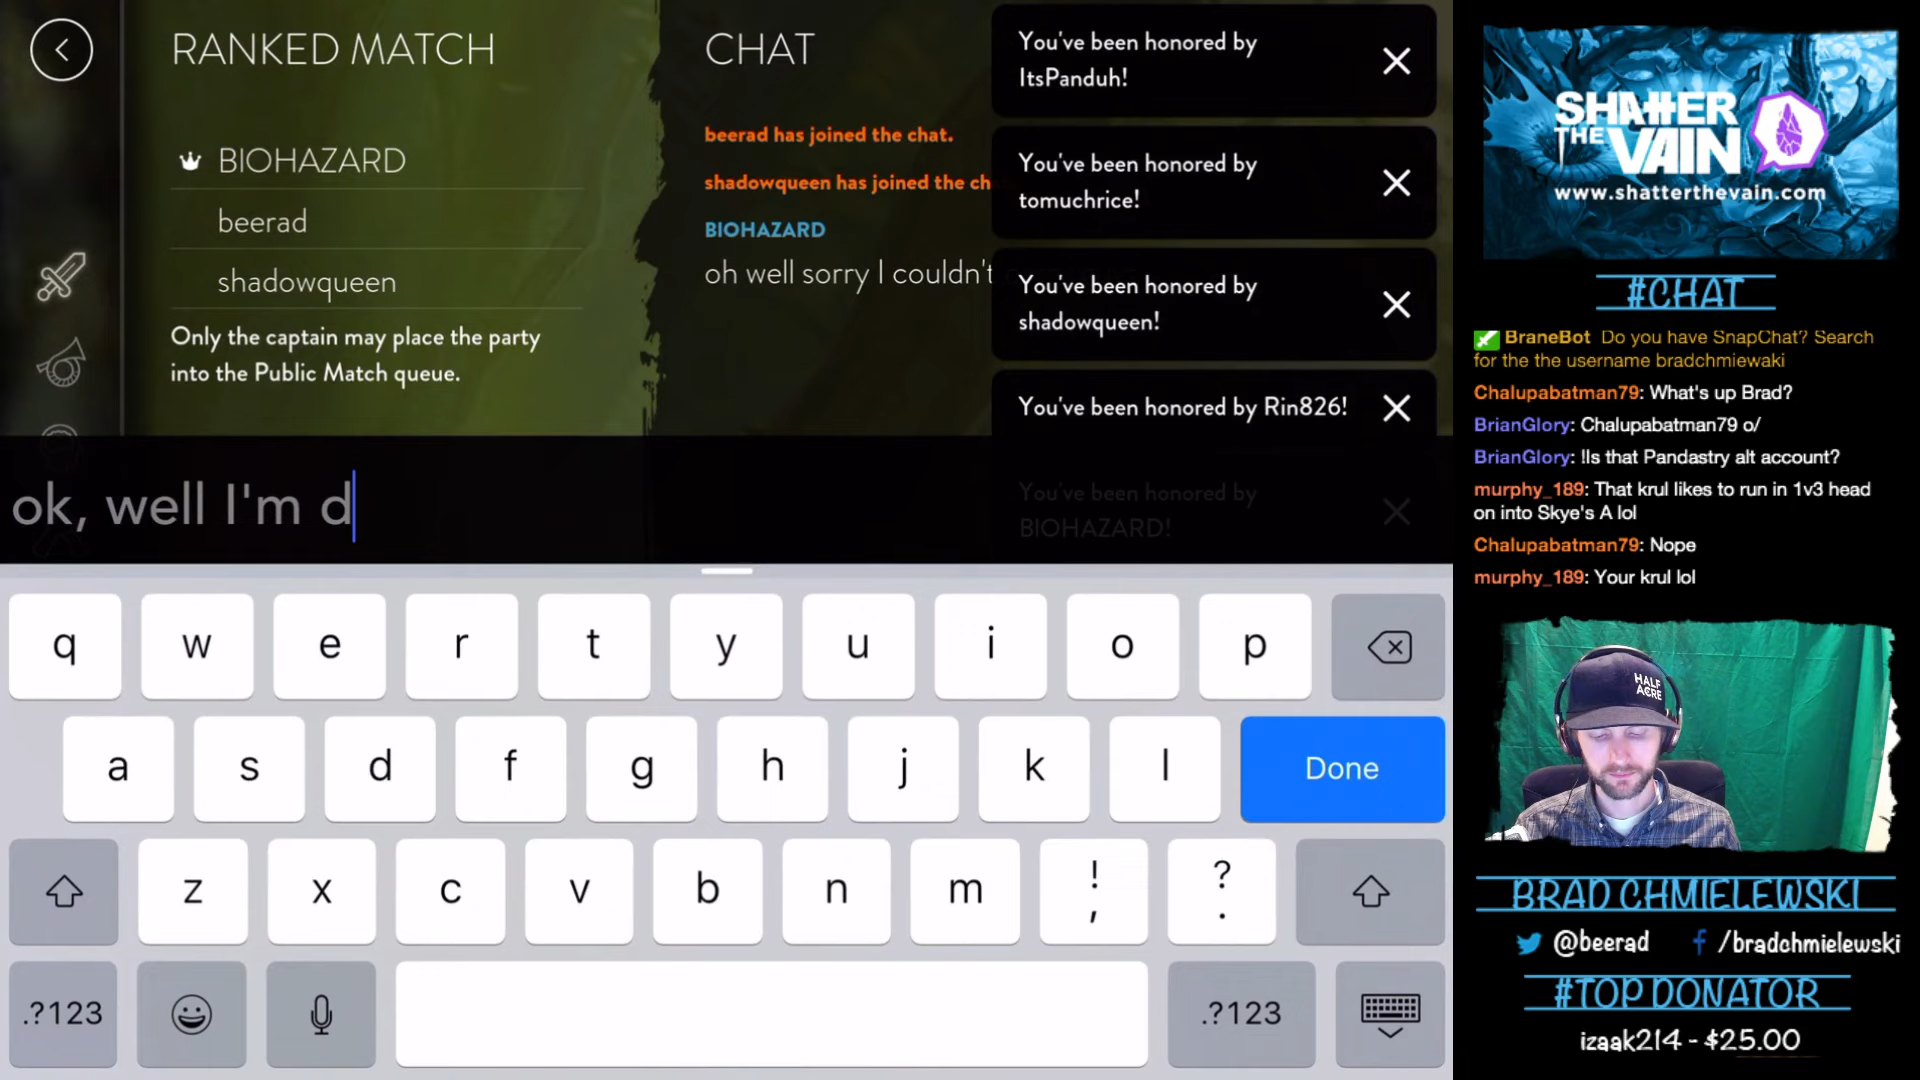 RANKED MATCH
BIOHAZARD
beerad
shadowqueen
Only the captain may place the party
into the Public Match queue.
CHAT
beerad has joined the chat.
shadowqueen has joined the ch
BIOHAZARD
oh well sorry I couldn't
You've been honored by
ItsPanduh!
You've been honored by
tomuchrice!
You've been honored by
shadowqueen!
You've been honored by Rin826!
You've been honored by
BIOHAZARD!
ok, well I'm d
q w e r t y u i o p
a s d f g h j k l Done
z x c v b n m ! , ? .
.?123 .?123
SHATTER
THE VAIN
www.shatterthevain.com
#CHAT
BraneBot Do you have SnapChat? Search
for the the username bradchmiewaki
Chalupabatman79: What's up Brad?
BrianGlory: Chalupabatman79 o/
BrianGlory: !Is that Pandastry alt account?
murphy_189: That krul likes to run in 1v3 head
on into Skye's A lol
Chalupabatman79: Nope
murphy_189: Your krul lol
HALF
ACRE
BRAD CHMIELEWSKI
@beerad f /bradchmielewski
#TOP DONATOR
izaak214 - $25.00